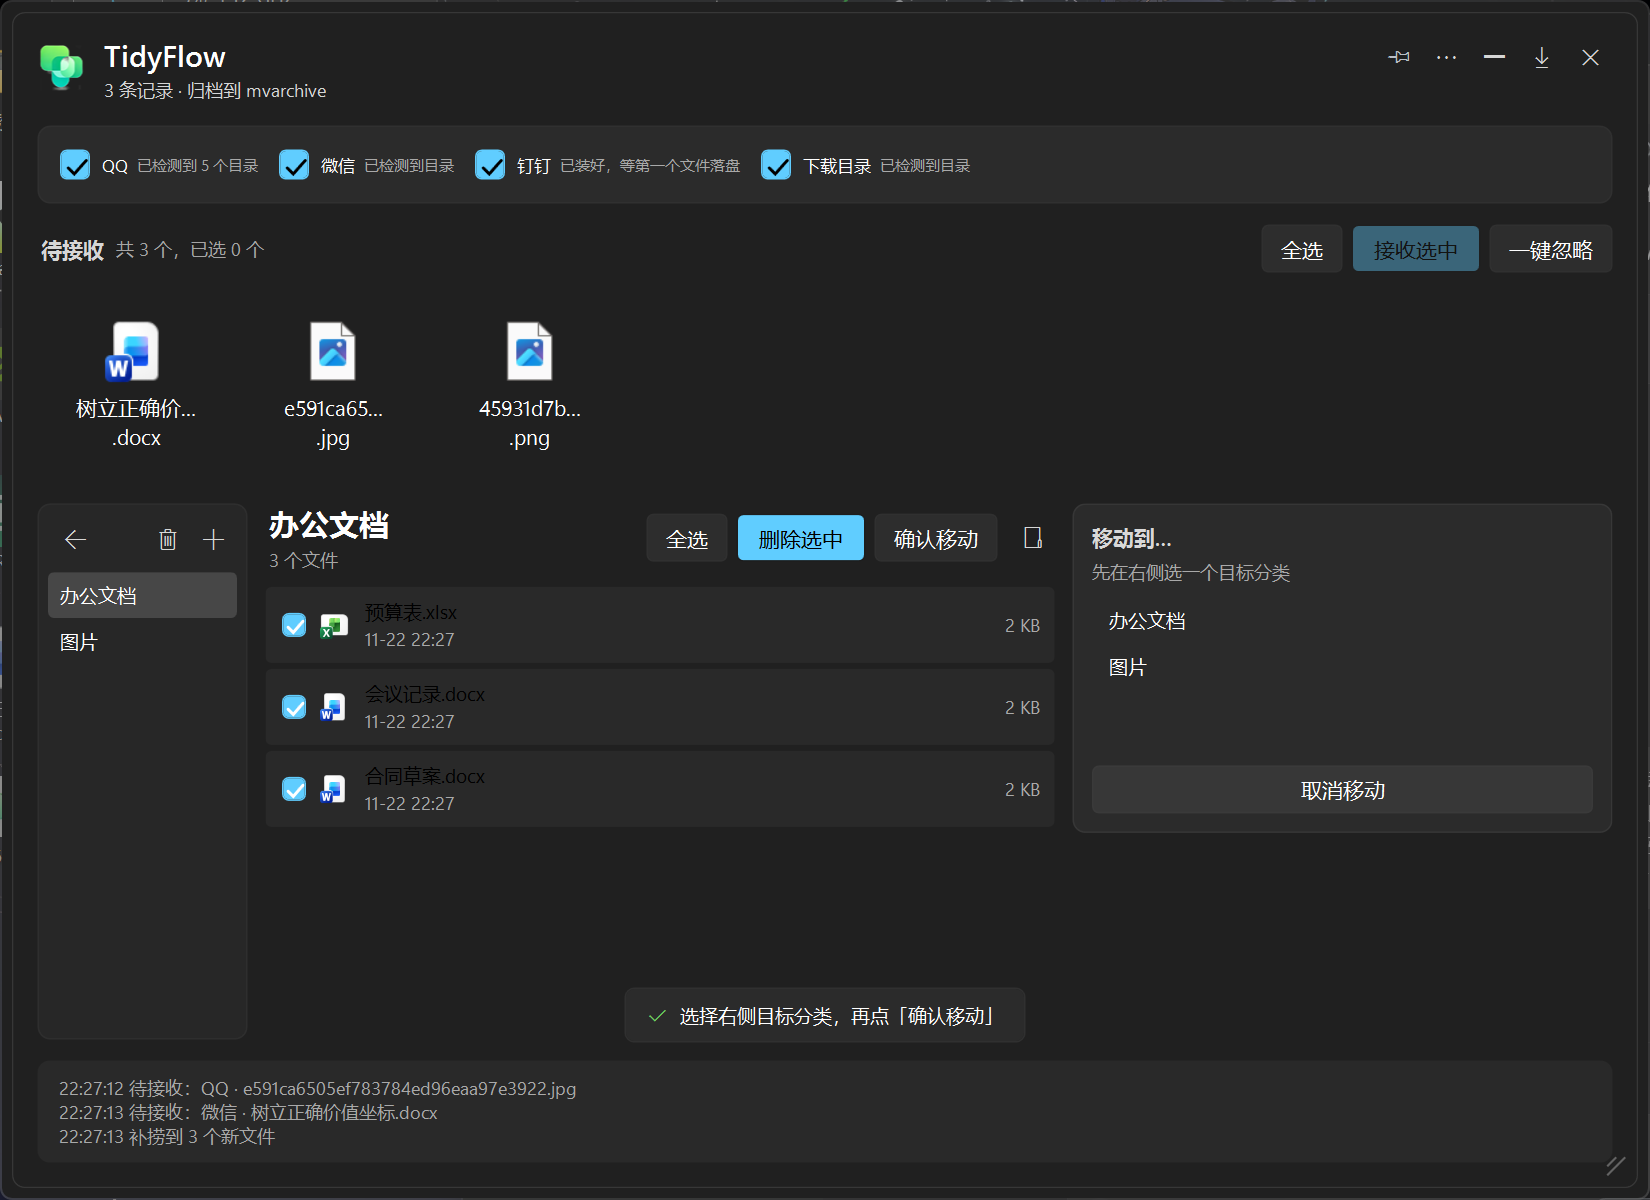 TidyFlow
3 条记录 · 归档到 mvarchive
QQ 已检测到 5 个目录 微信 已检测到目录 钉钉 已装好，等第一个文件落盘 下载目录 已检测到目录
待接收 共 3 个，已选 0 个 全选 接收选中 一键忽略
树立正确价...
.docx
e591ca65...
.jpg
45931d7b...
.png
办公文档
图片
办公文档
3 个文件
全选 删除选中 确认移动
预算表.xlsx
11-22 22:27
2 KB
会议记录.docx
11-22 22:27
2 KB
合同草案.docx
11-22 22:27
2 KB
移动到...
先在右侧选一个目标分类
办公文档
图片
取消移动
选择右侧目标分类，再点「确认移动」
22:27:12 待接收：QQ · e591ca6505ef783784ed96eaa97e3922.jpg
22:27:13 待接收：微信 · 树立正确价值坐标.docx
22:27:13 补捞到 3 个新文件